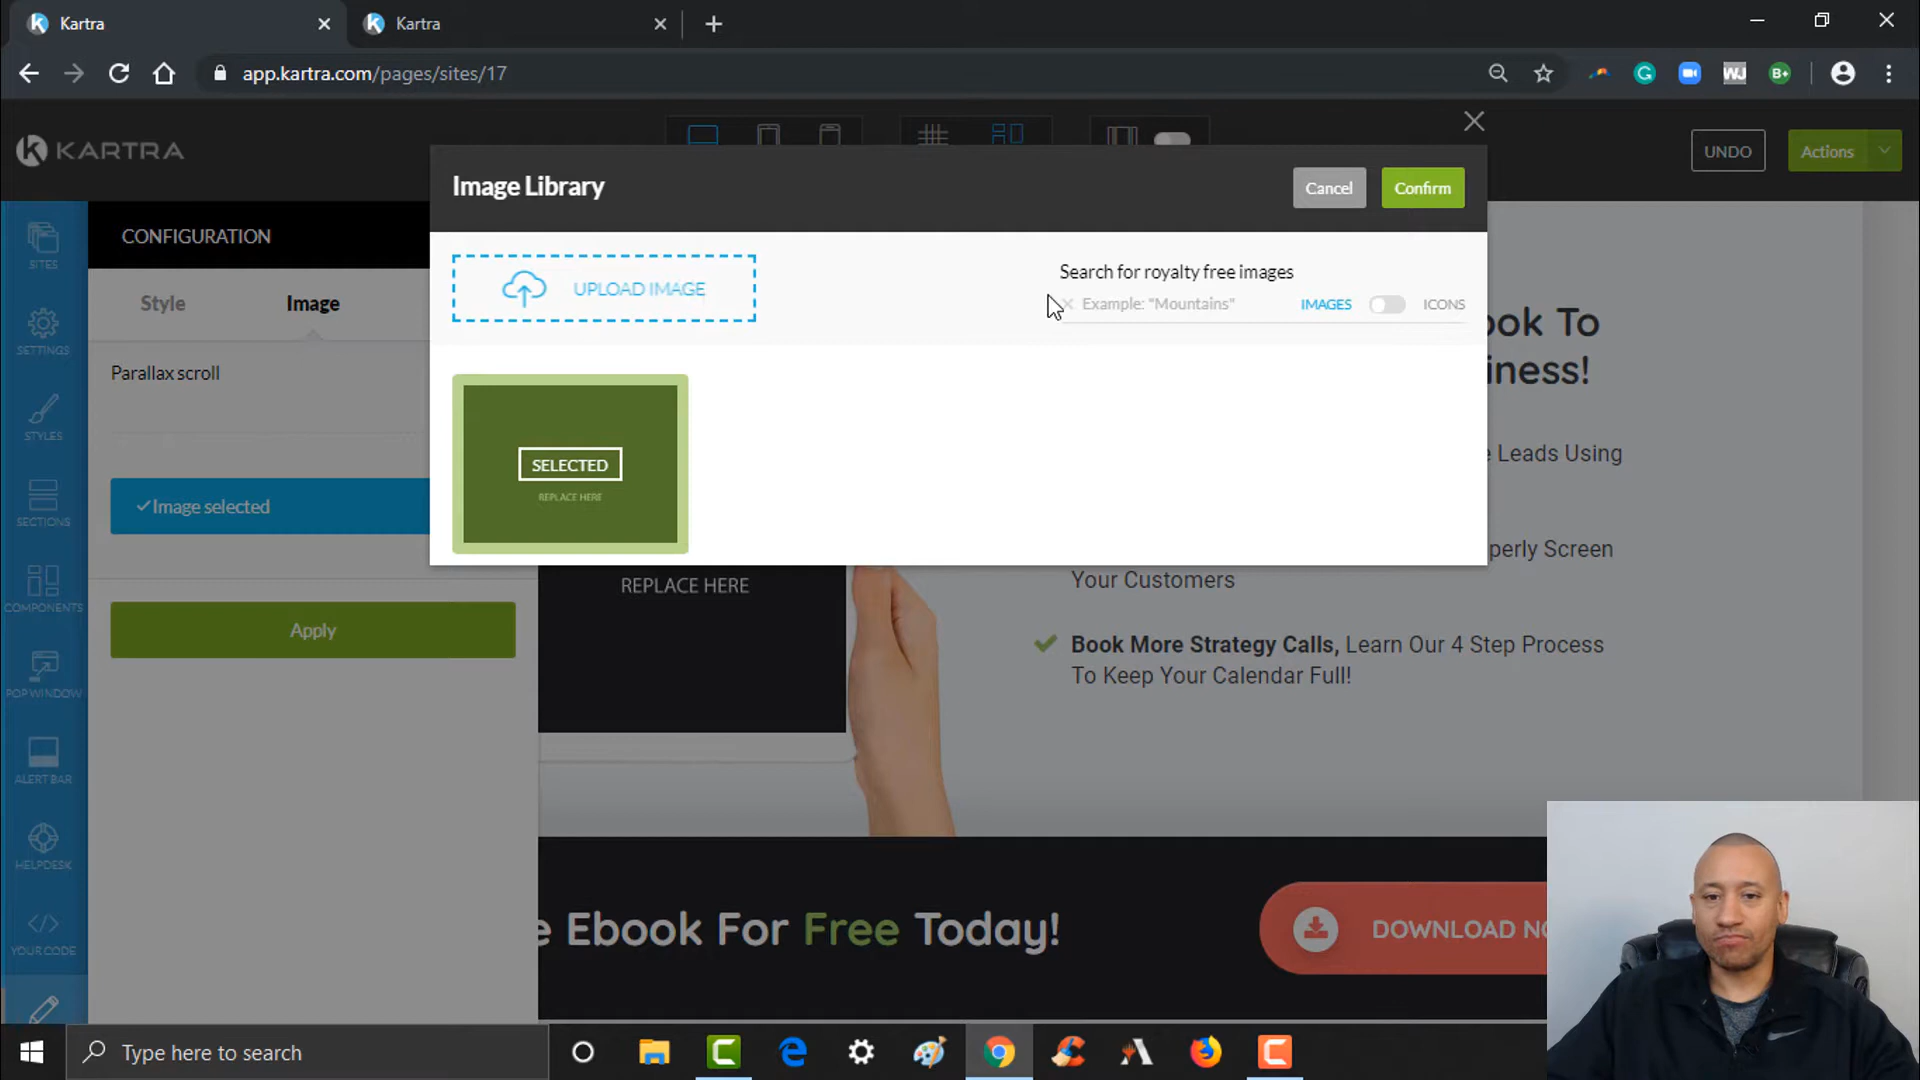 Kartra
Kartra
app.kartra.com/pages/sites/17
KARTRA
UNDO
Actions
Image Library
Cancel
Confirm
CONFIGURATION
Style
Image
Parallax scroll
Image selected
Apply
SITES
SETTINGS
STYLES
SECTIONS
COMPONENTS
POP WINDOW
ALERT BAR
HELPDESK
YOUR CODE
UPLOAD IMAGE
Search for royalty free images
Example: "Mountains"
IMAGES
ICONS
SELECTED
REPLACE HERE
REPLACE HERE
ook To
iness!
e Leads Using
perly Screen
Your Customers
Book More Strategy Calls, Learn Our 4 Step Process
To Keep Your Calendar Full!
e Ebook For Free Today!
DOWNLOAD NO
Type here to search